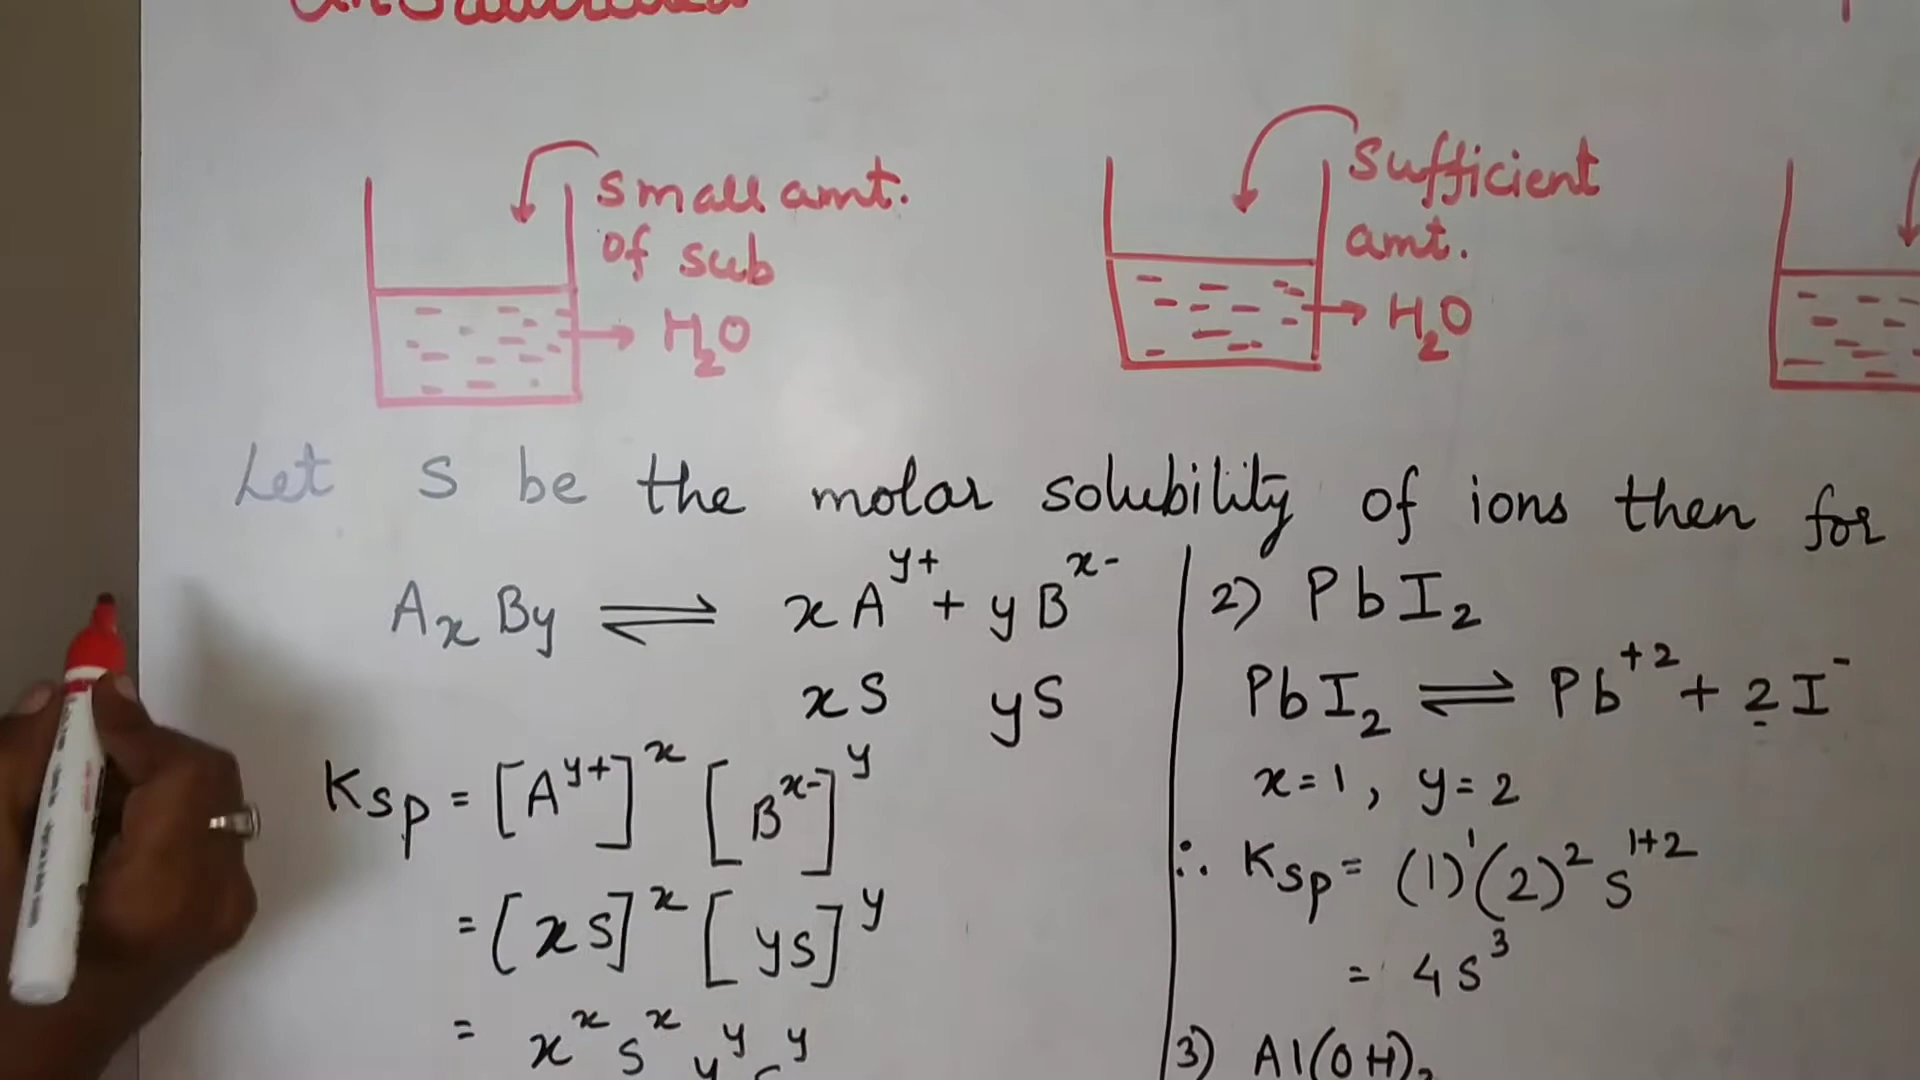 small amt.
of sub
H₂O
Sufficient
amt.
H₂O
Let S be the molar solubility of ions then for
AₓBy ⇌ xA^y+ + yB^x-
xS yS
Ksp = [A^y+]^x [B^x-]^y
= [xS]^x [yS]^y
= x^x S^x y^y S^y
2) PbI₂
PbI₂ ⇌ Pb^+2 + 2I^-
x=1, y=2
∴ Ksp = (1)^1 (2)^2 S^1+2
= 4S^3
3) Al(OH)